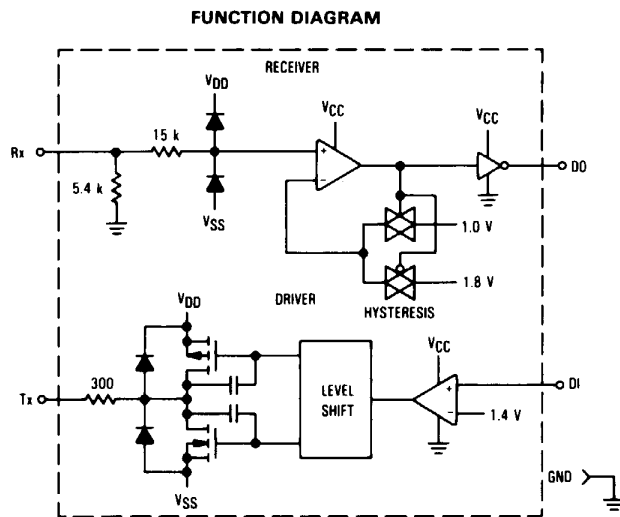 FUNCTION DIAGRAM
RECEIVER
VDD
VCC
VCC
15 k
Rx
+
DO
5.4 k
−
VSS
1.0 V
1.8 V
HYSTERESIS
VDD
DRIVER
VCC
300
Tx
LEVEL
SHIFT
+
DI
−
1.4 V
VSS
GND